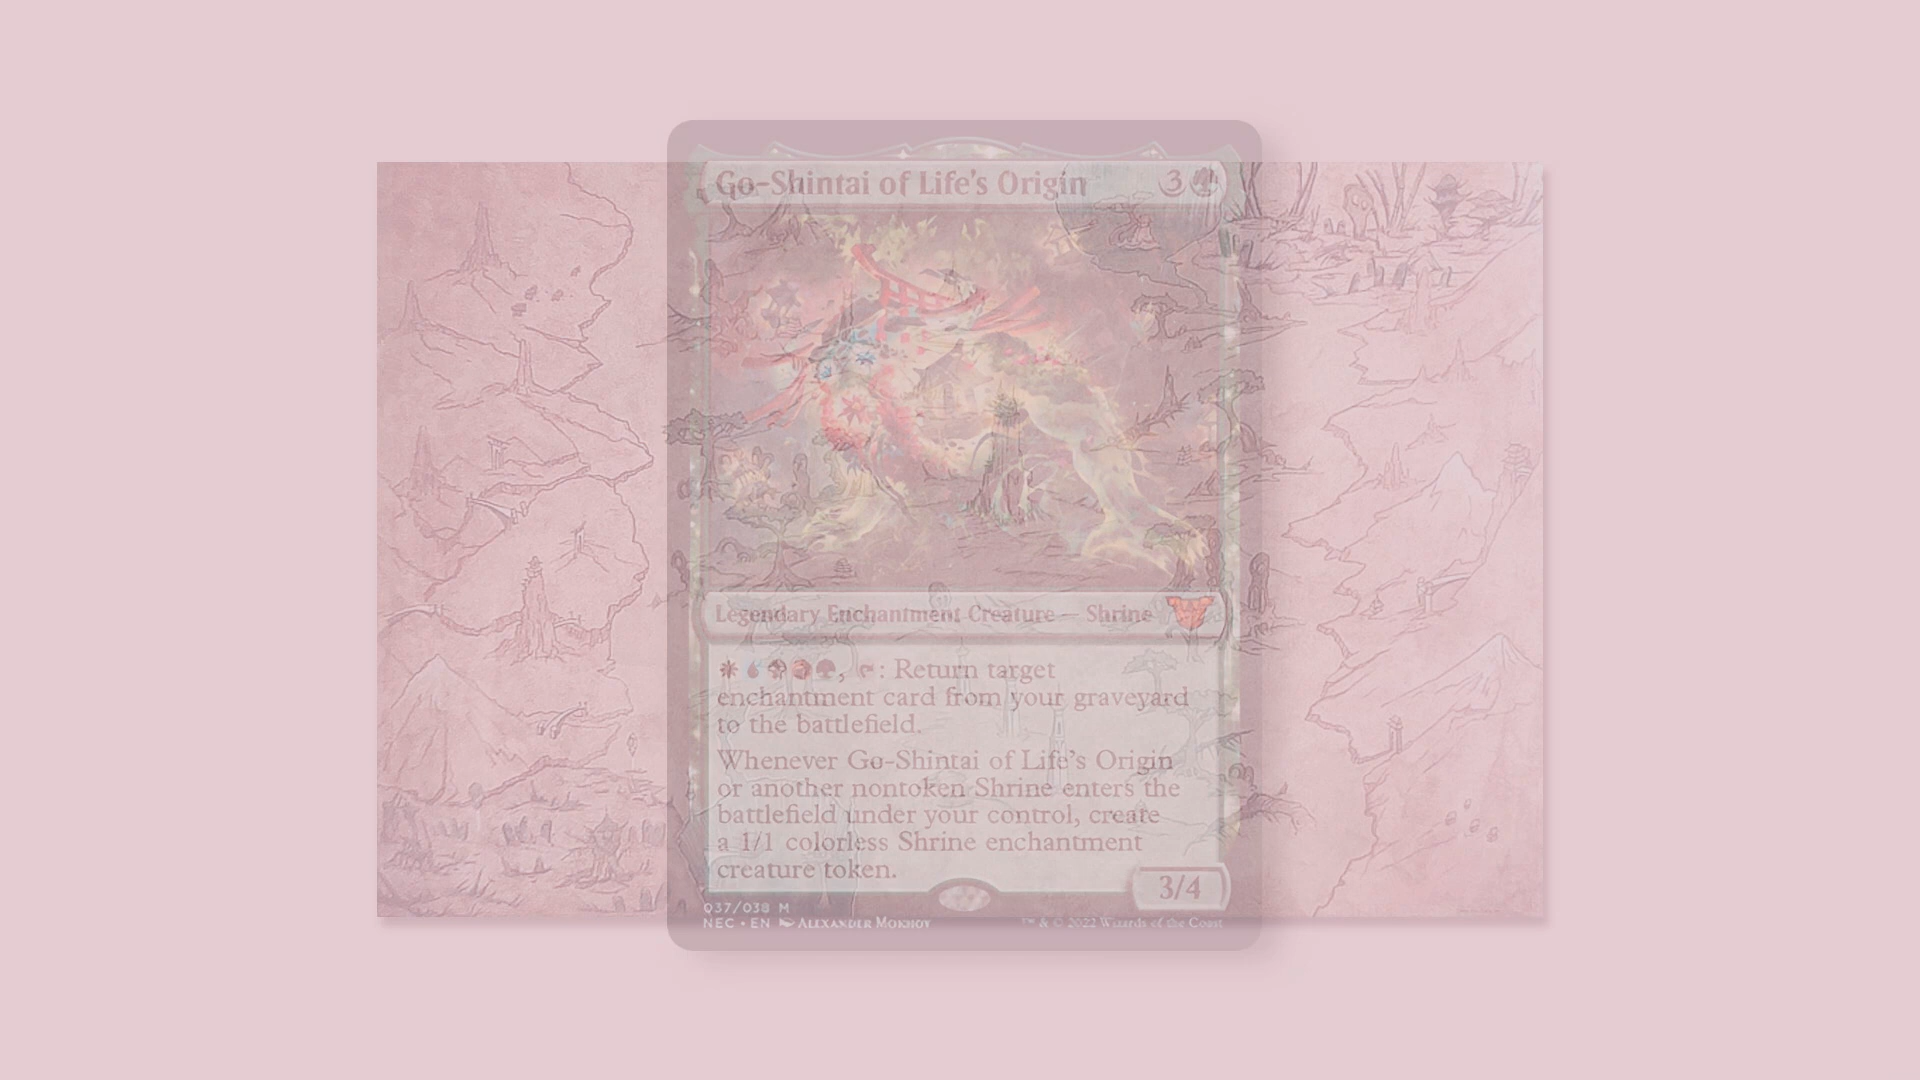 Go-Shintai of Life's Origin 3
Legendary Enchantment Creature — Shrine
, : Return target
enchantment card from your graveyard
to the battlefield.
Whenever Go-Shintai of Life's Origin
or another nontoken Shrine enters the
battlefield under your control, create
a 1/1 colorless Shrine enchantment
creature token.
3/4
037/038 M
NEC • EN Alexander Mokhov
™ & © 2022 Wizards of the Coast